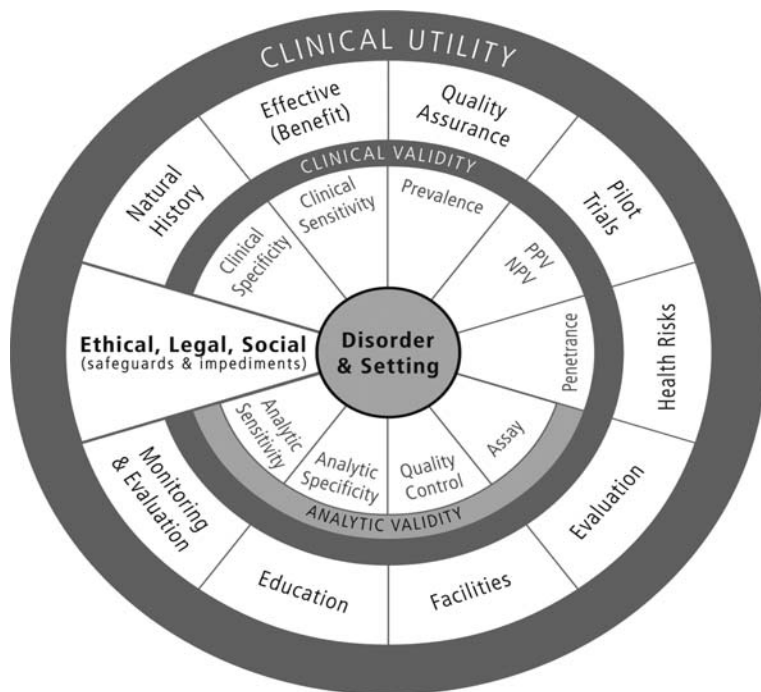 CLINICAL UTILITY
Effective
(Benefit)
Quality
Assurance
Natural
History
Pilot
Trials
CLINICAL VALIDITY
Clinical
Specificity
Clinical
Sensitivity
Prevalence
PPV
NPV
Penetrance
Health Risks
Ethical, Legal, Social
(safeguards & impediments)
Disorder
& Setting
Analytic
Sensitivity
Analytic
Specificity
Quality
Control
Assay
ANALYTIC VALIDITY
Monitoring
& Evaluation
Education
Facilities
Evaluation